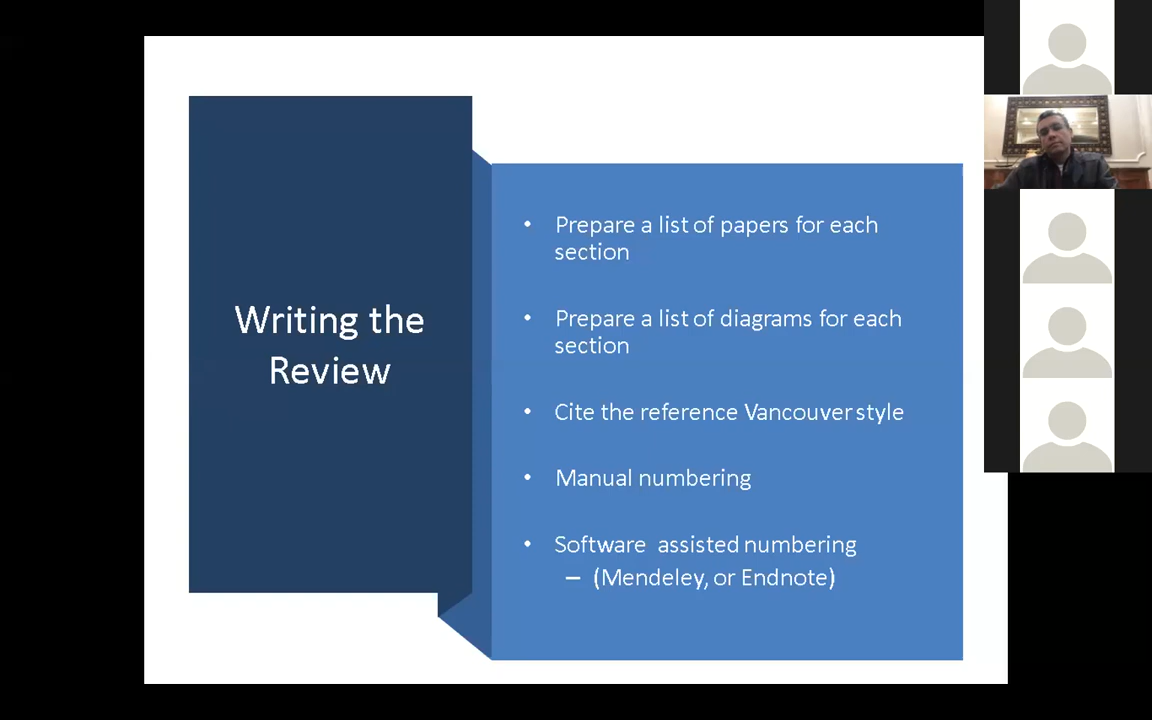 Writing the
Review
• Prepare a list of papers for each
section
• Prepare a list of diagrams for each
section
• Cite the reference Vancouver style
• Manual numbering
• Software assisted numbering
– (Mendeley, or Endnote)